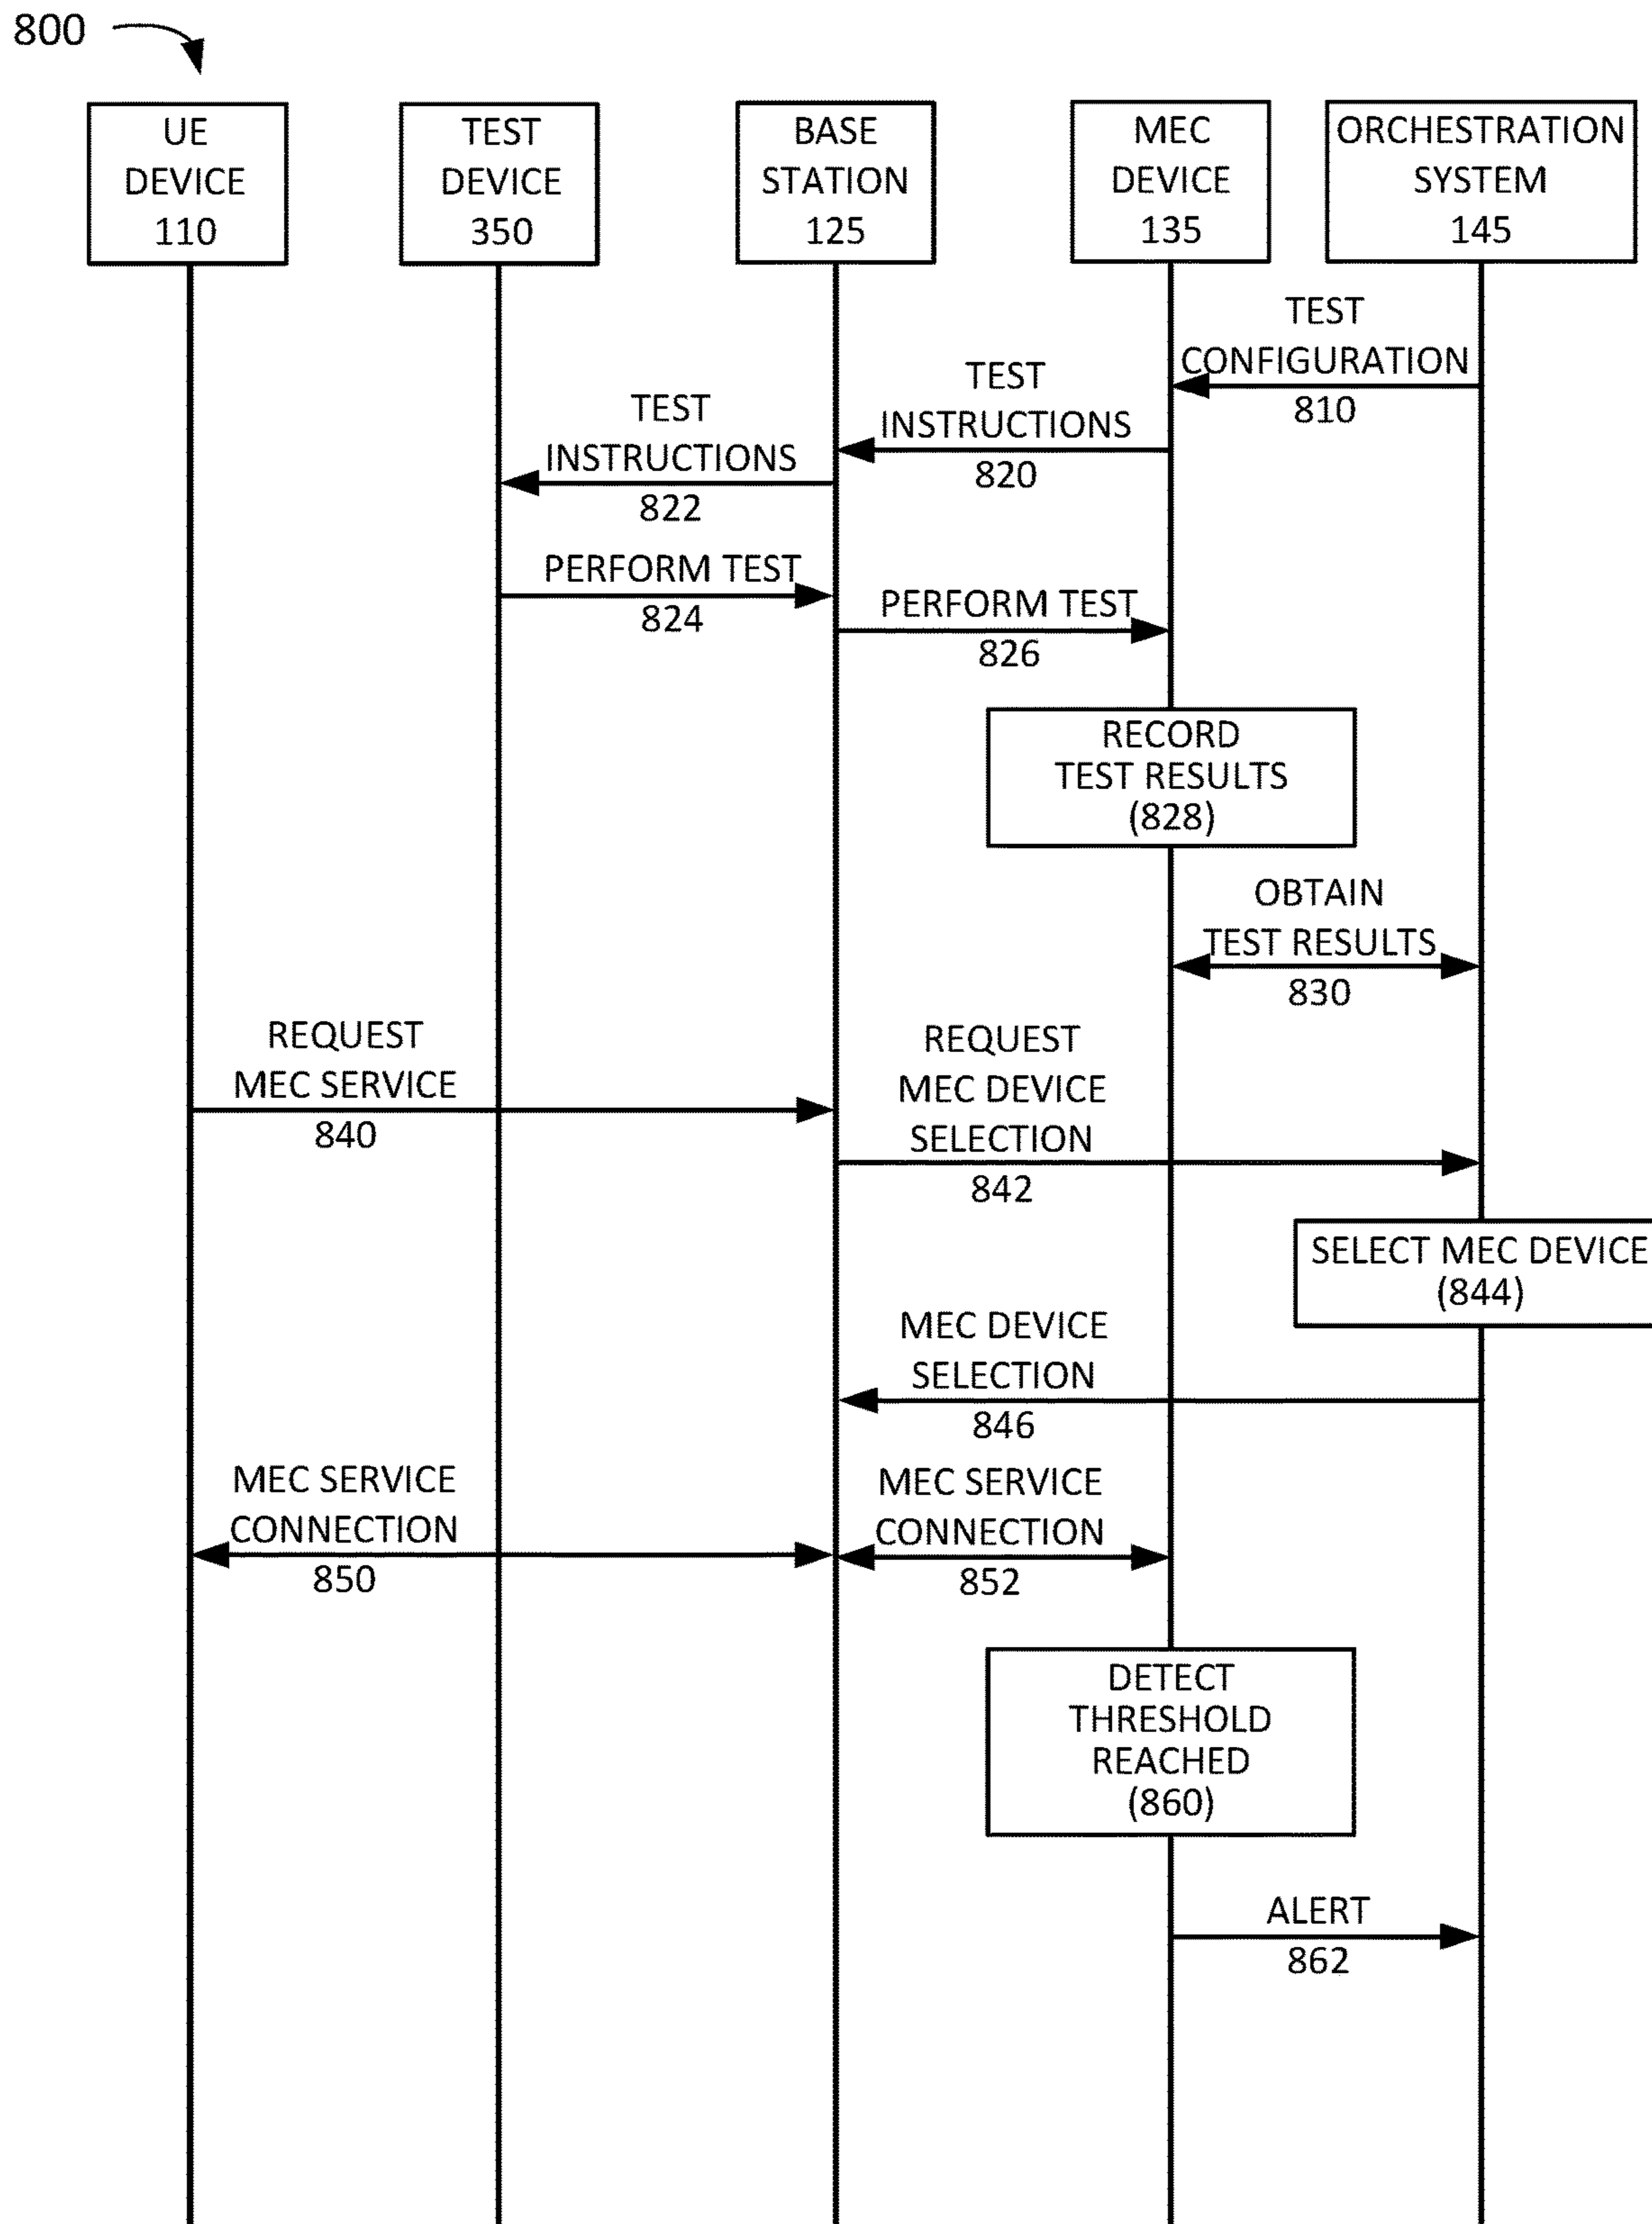 800
UE
DEVICE
110
TEST
DEVICE
350
BASE
STATION
125
MEC
DEVICE
135
ORCHESTRATION
SYSTEM
145
TEST
CONFIGURATION
810
TEST
INSTRUCTIONS
820
TEST
INSTRUCTIONS
822
PERFORM TEST
824
PERFORM TEST
826
RECORD
TEST RESULTS
(828)
OBTAIN
TEST RESULTS
830
REQUEST
MEC SERVICE
840
REQUEST
MEC DEVICE
SELECTION
842
SELECT MEC DEVICE
(844)
MEC DEVICE
SELECTION
846
MEC SERVICE
CONNECTION
850
MEC SERVICE
CONNECTION
852
DETECT
THRESHOLD
REACHED
(860)
ALERT
862